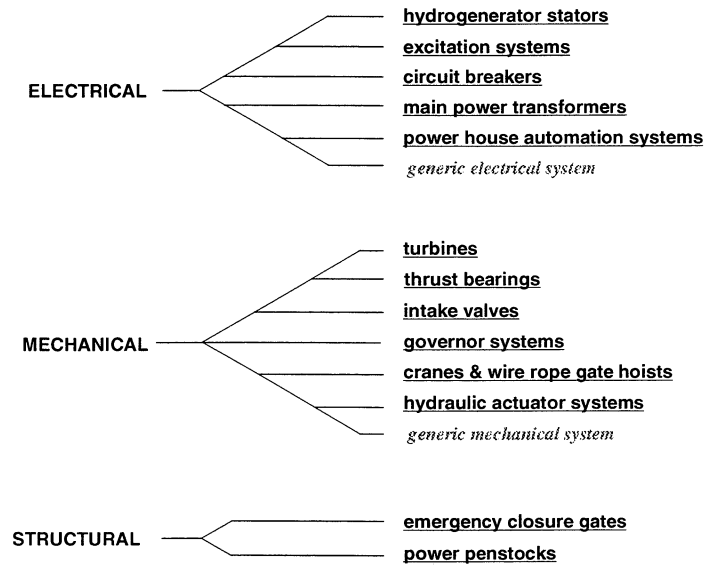 hydrogenerator stators
excitation systems
circuit breakers
ELECTRICAL
main power transformers
power house automation systems
generic electrical system
turbines
thrust bearings
intake valves
MECHANICAL
governor systems
cranes & wire rope gate hoists
hydraulic actuator systems
generic mechanical system
emergency closure gates
STRUCTURAL
power penstocks